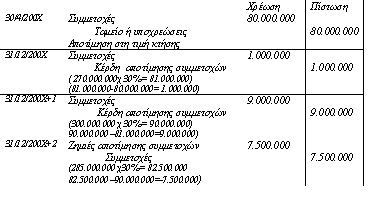 Χρέωση Πίστωση
30/4/200X Συμμετοχές 80.000.000
Ταμείο ή υποχρεώσεις 80.000.000
Αποτίμηση στη τιμή κτήσης
31/12/200X Συμμετοχές 1.000.000
Κέρδη αποτίμησης συμμετοχών 1.000.000
(270.000.000 χ 30% = 81.000.000)
(81.000.000-80.000.000= 1.000.000)
31/12/200X+1 Συμμετοχές 9.000.000
Κέρδη αποτίμησης συμμετοχών 9.000.000
(300.000.000 χ 30%= 90.000.000)
90.000.000 –81.000.000=9.000.000)
31/12/200X+2 Ζημιές αποτίμησης συμμετοχών 7.500.000
Συμμετοχές 7.500.000
(285.000.000 χ30%= 82.500.000
82.500.000 –90.000.000=-7.500.000)